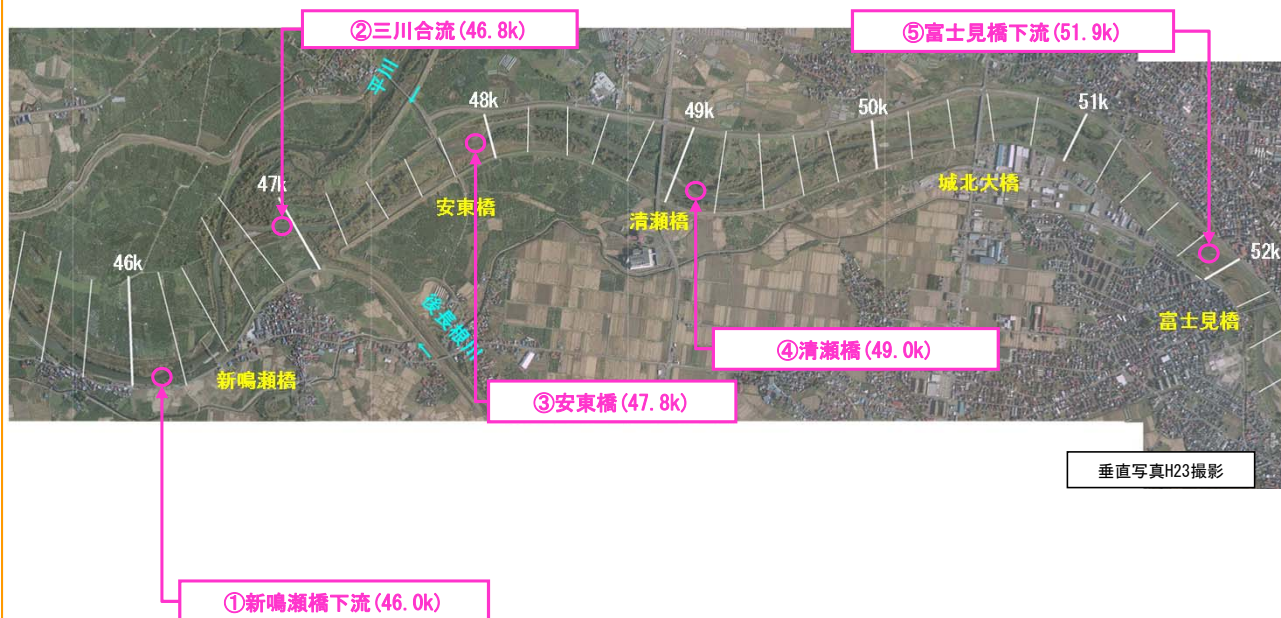 ②三川合流(46.8k)
⑤富士見橋下流(51.9k)
平川
←
48k
49k
50k
51k
47k
安東橋
清瀬橋
城北大橋
46k
52k
後長根川
←
富士見橋
④清瀬橋(49.0k)
新鳴瀬橋
③安東橋(47.8k)
垂直写真H23撮影
①新鳴瀬橋下流(46.0k)